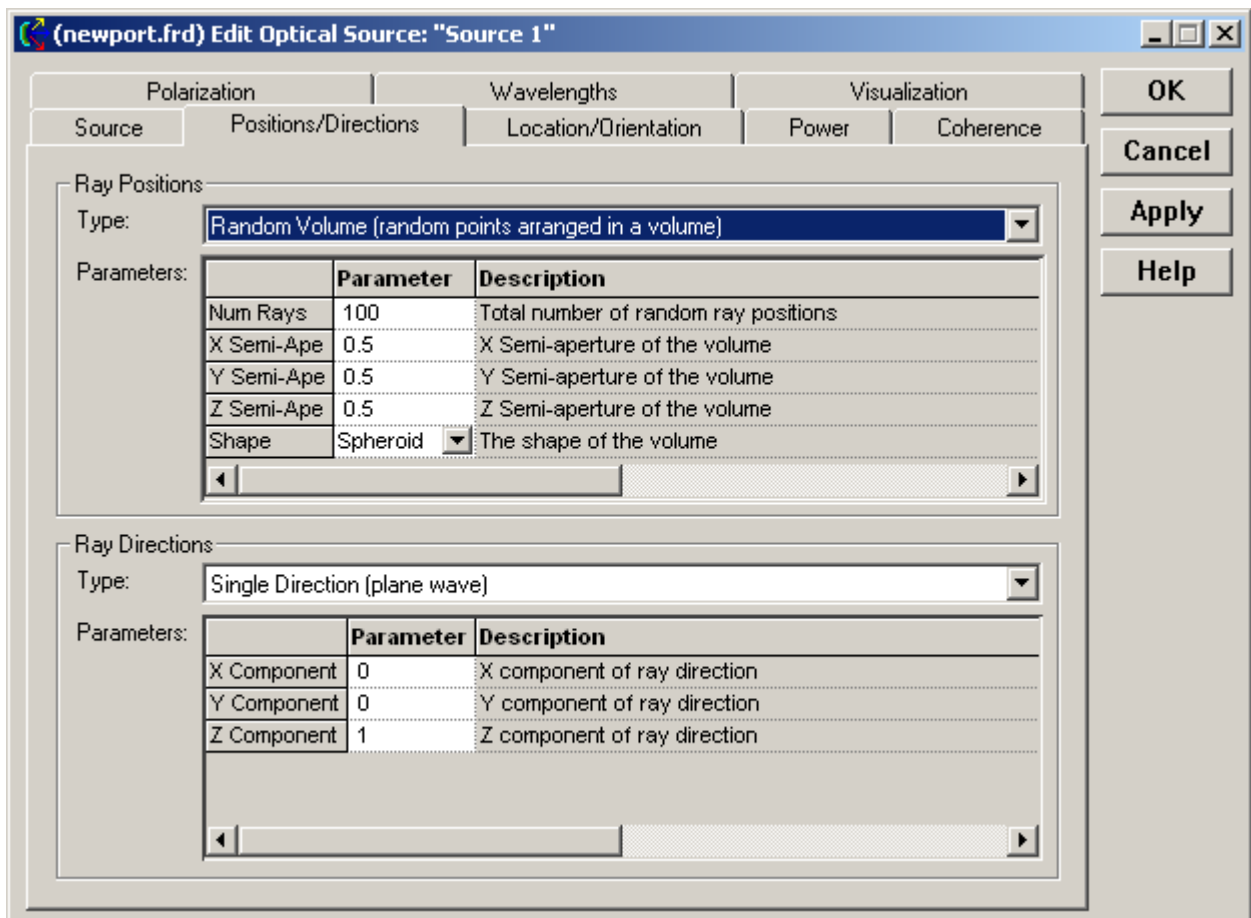 (newport.frd) Edit Optical Source: "Source 1"
Polarization Wavelengths Visualization
Source Positions/Directions Location/Orientation Power Coherence
OK
Cancel
Apply
Help
Ray Positions
Type: Random Volume (random points arranged in a volume)
Parameters:
Parameter Description
Num Rays 100 Total number of random ray positions
X Semi-Ape 0.5 X Semi-aperture of the volume
Y Semi-Ape 0.5 Y Semi-aperture of the volume
Z Semi-Ape 0.5 Z Semi-aperture of the volume
Shape Spheroid The shape of the volume
Ray Directions
Type: Single Direction (plane wave)
Parameters:
Parameter Description
X Component 0 X component of ray direction
Y Component 0 Y component of ray direction
Z Component 1 Z component of ray direction